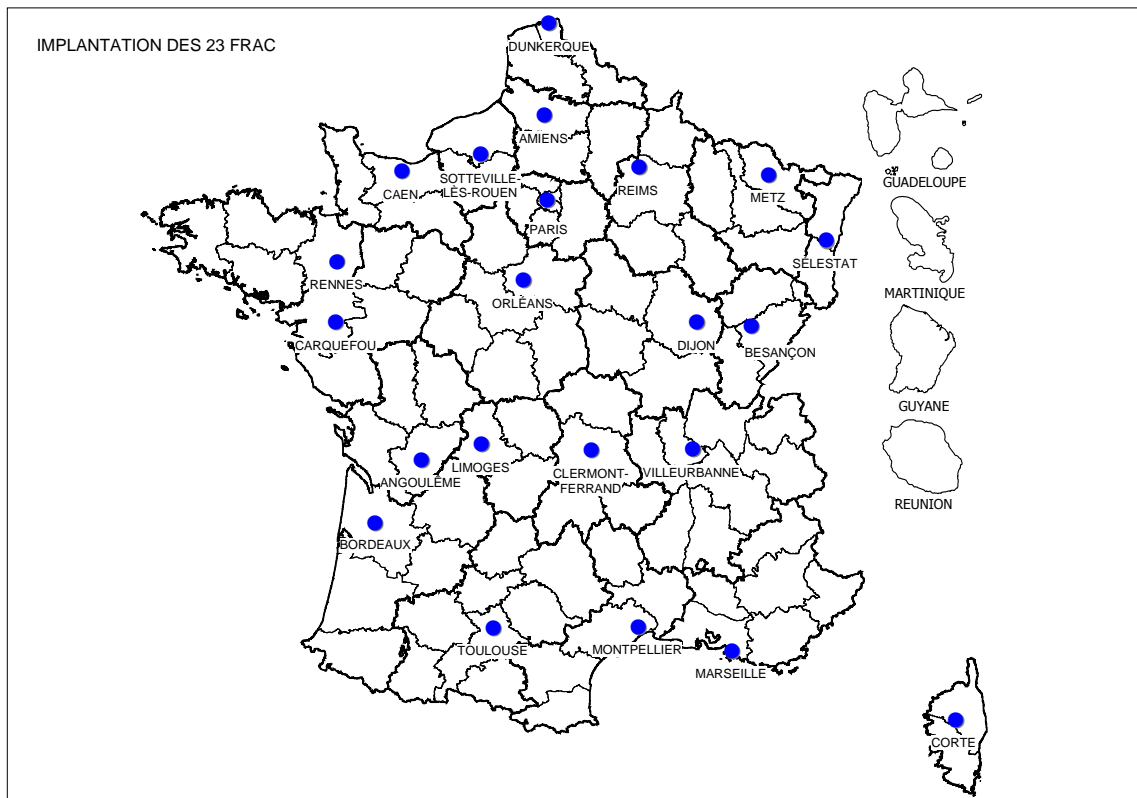 IMPLANTATION DES 23 FRAC
DUNKERQUE
AMIENS
SOTTEVILLE-
LÈS-ROUEN
CAEN
REIMS
METZ
PARIS
SÉLESTAT
RENNES
ORLÉANS
CARQUEFOU
DIJON
BESANÇON
LIMOGES
ANGOULÊME
CLERMONT-
FERRAND
VILLEURBANNE
BORDEAUX
TOULOUSE
MONTPELLIER
MARSEILLE
CORTE
GUADELOUPE
MARTINIQUE
GUYANE
REUNION